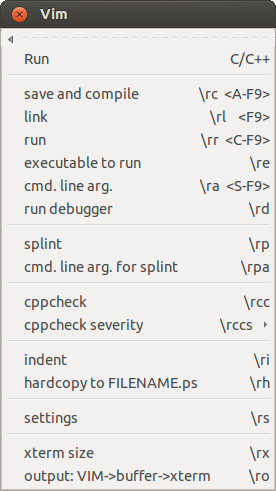 Vim
Run C/C++
save and compile \rc <A-F9>
link \rl <F9>
run \rr <C-F9>
executable to run \re
cmd. line arg. \ra <S-F9>
run debugger \rd
splint \rp
cmd. line arg. for splint \rpa
cppcheck \rcc
cppcheck severity \rccs
indent \ri
hardcopy to FILENAME.ps \rh
settings \rs
xterm size \rx
output: VIM->buffer->xterm \ro